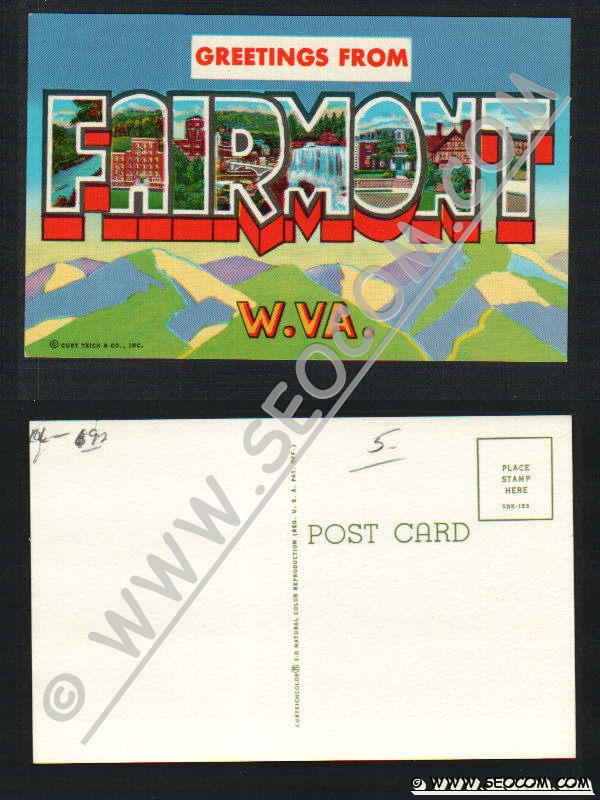 GREETINGS FROM
FAIRMONT
W.VA.
© CURT TEICH & CO., INC.
© WWW.SEOCOM.COM
692
5-
PLACE
STAMP
HERE
5DK-153
POST CARD
CURTEICHCOLOR® 3-D NATURAL COLOR REPRODUCTION (REG. U. S. A. PAT. OFF.)
© WWW.SEOCOM.COM